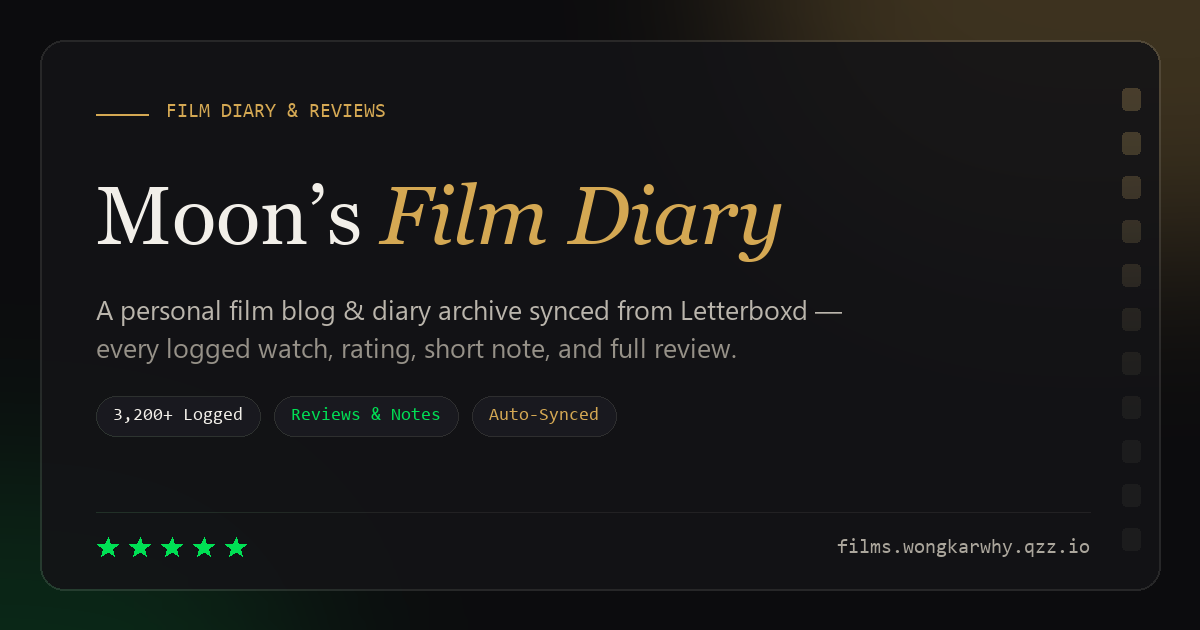 FILM DIARY & REVIEWS
Moon’s Film Diary
A personal film blog & diary archive synced from Letterboxd —
every logged watch, rating, short note, and full review.
3,200+ Logged
Reviews & Notes
Auto-Synced
★ ★ ★ ★ ★
films.wongkarwhy.qzz.io